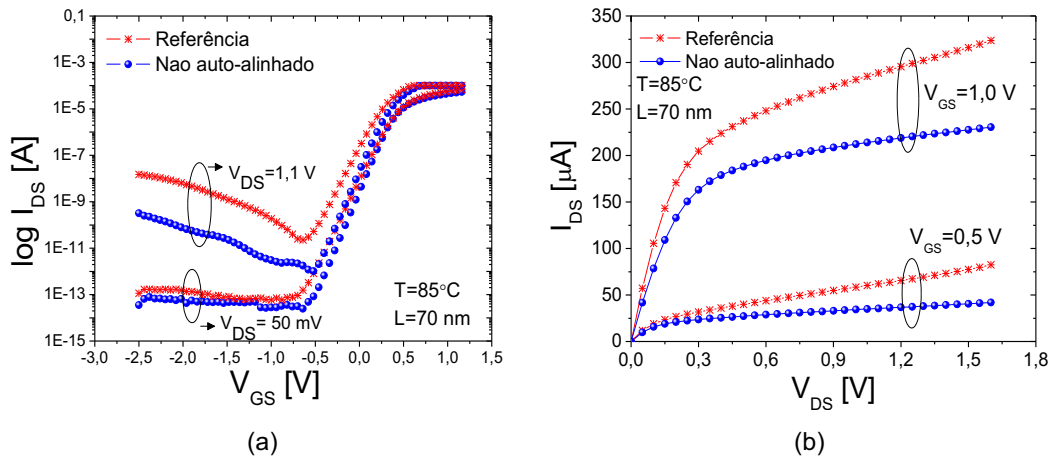 0,1
1E-3
1E-5
1E-7
1E-9
1E-11
1E-13
1E-15
log I_DS [A]
Referência
Nao auto-alinhado
V_DS=1,1 V
V_DS= 50 mV
T=85°C
L=70 nm
-3,0 -2,5 -2,0 -1,5 -1,0 -0,5 0,0 0,5 1,0 1,5
V_GS [V]
(a)
350
300
250
200
150
100
50
0
I_DS [μA]
Referência
Nao auto-alinhado
T=85°C
L=70 nm
V_GS=1,0 V
V_GS=0,5 V
0,0 0,3 0,6 0,9 1,2 1,5 1,8
V_DS [V]
(b)